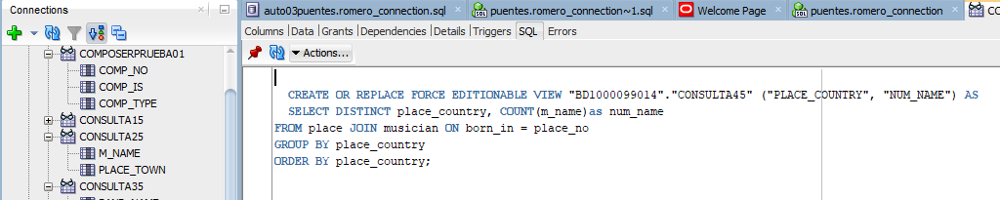 Connections
COMPOSERPRUEBA01
COMP_NO
COMP_IS
COMP_TYPE
CONSULTA15
CONSULTA25
M_NAME
PLACE_TOWN
CONSULTA35
auto03puentes.romero_connection.sql
puentes.romero_connection~1.sql
Welcome Page
puentes.romero_connection
CO
Columns Data Grants Dependencies Details Triggers SQL Errors
Actions...
CREATE OR REPLACE FORCE EDITIONABLE VIEW "BD1000099014"."CONSULTA45" ("PLACE_COUNTRY", "NUM_NAME") AS
SELECT DISTINCT place_country, COUNT(m_name)as num_name
FROM place JOIN musician ON born_in = place_no
GROUP BY place_country
ORDER BY place_country;